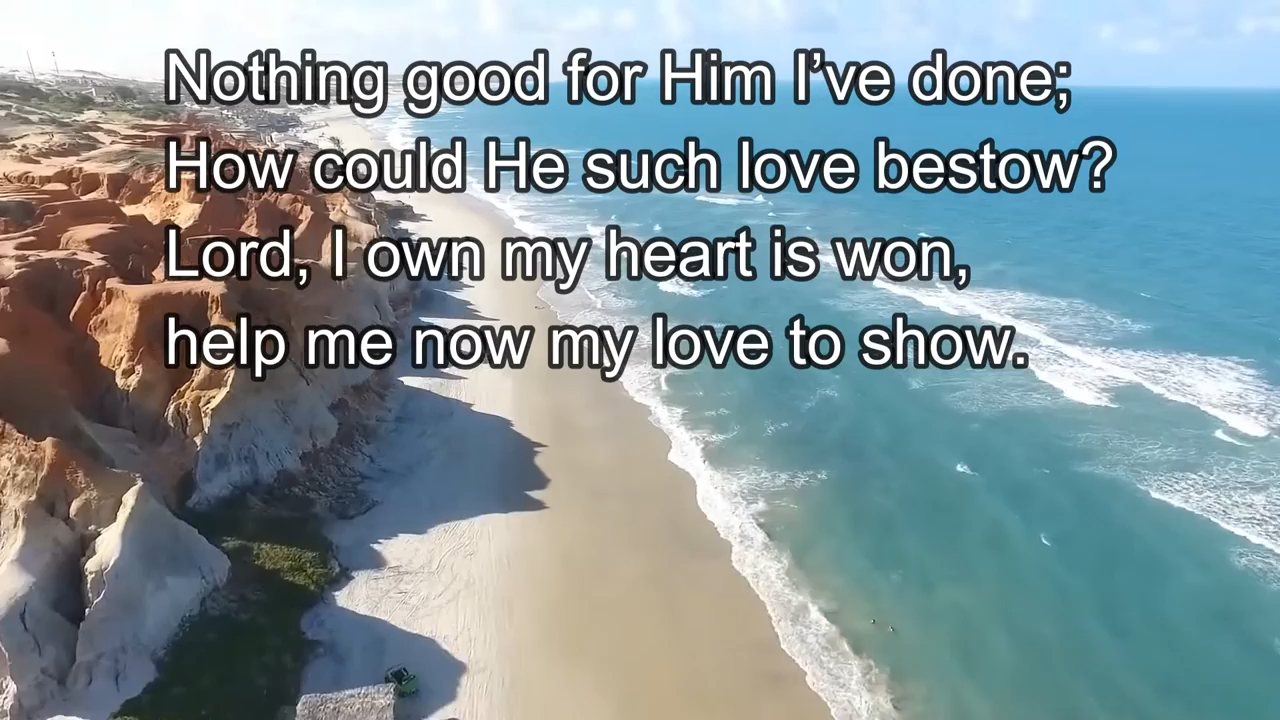 Nothing good for Him I’ve done;
How could He such love bestow?
Lord, I own my heart is won,
help me now my love to show.